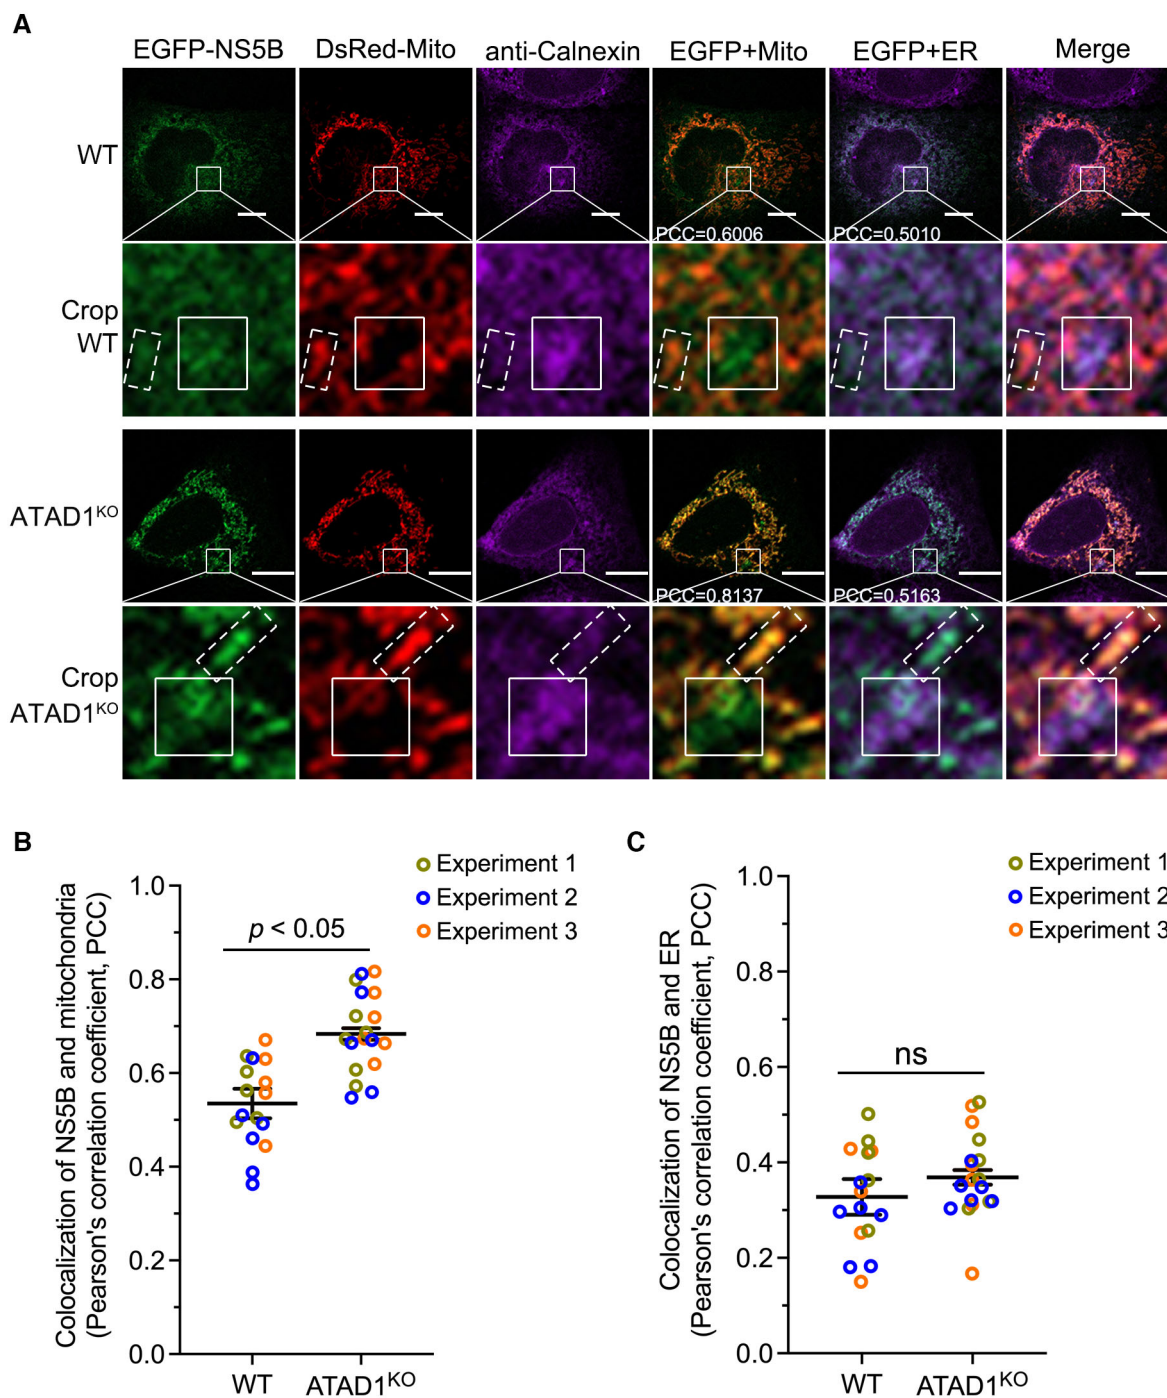 A
EGFP-NS5B DsRed-Mito anti-Calnexin EGFP+Mito EGFP+ER Merge
WT
PCC=0.6006 PCC=0.5010
Crop
WT
ATAD1KO
PCC=0.8137 PCC=0.5163
Crop
ATAD1KO
B
Colocalization of NS5B and mitochondria
(Pearson's correlation coefficient, PCC)
Experiment 1
Experiment 2
Experiment 3
p < 0.05
1.0
0.8
0.6
0.4
0.2
0.0
WT ATAD1KO
C
Colocalization of NS5B and ER
(Pearson's correlation coefficient, PCC)
Experiment 1
Experiment 2
Experiment 3
ns
1.0
0.8
0.6
0.4
0.2
0.0
WT ATAD1KO